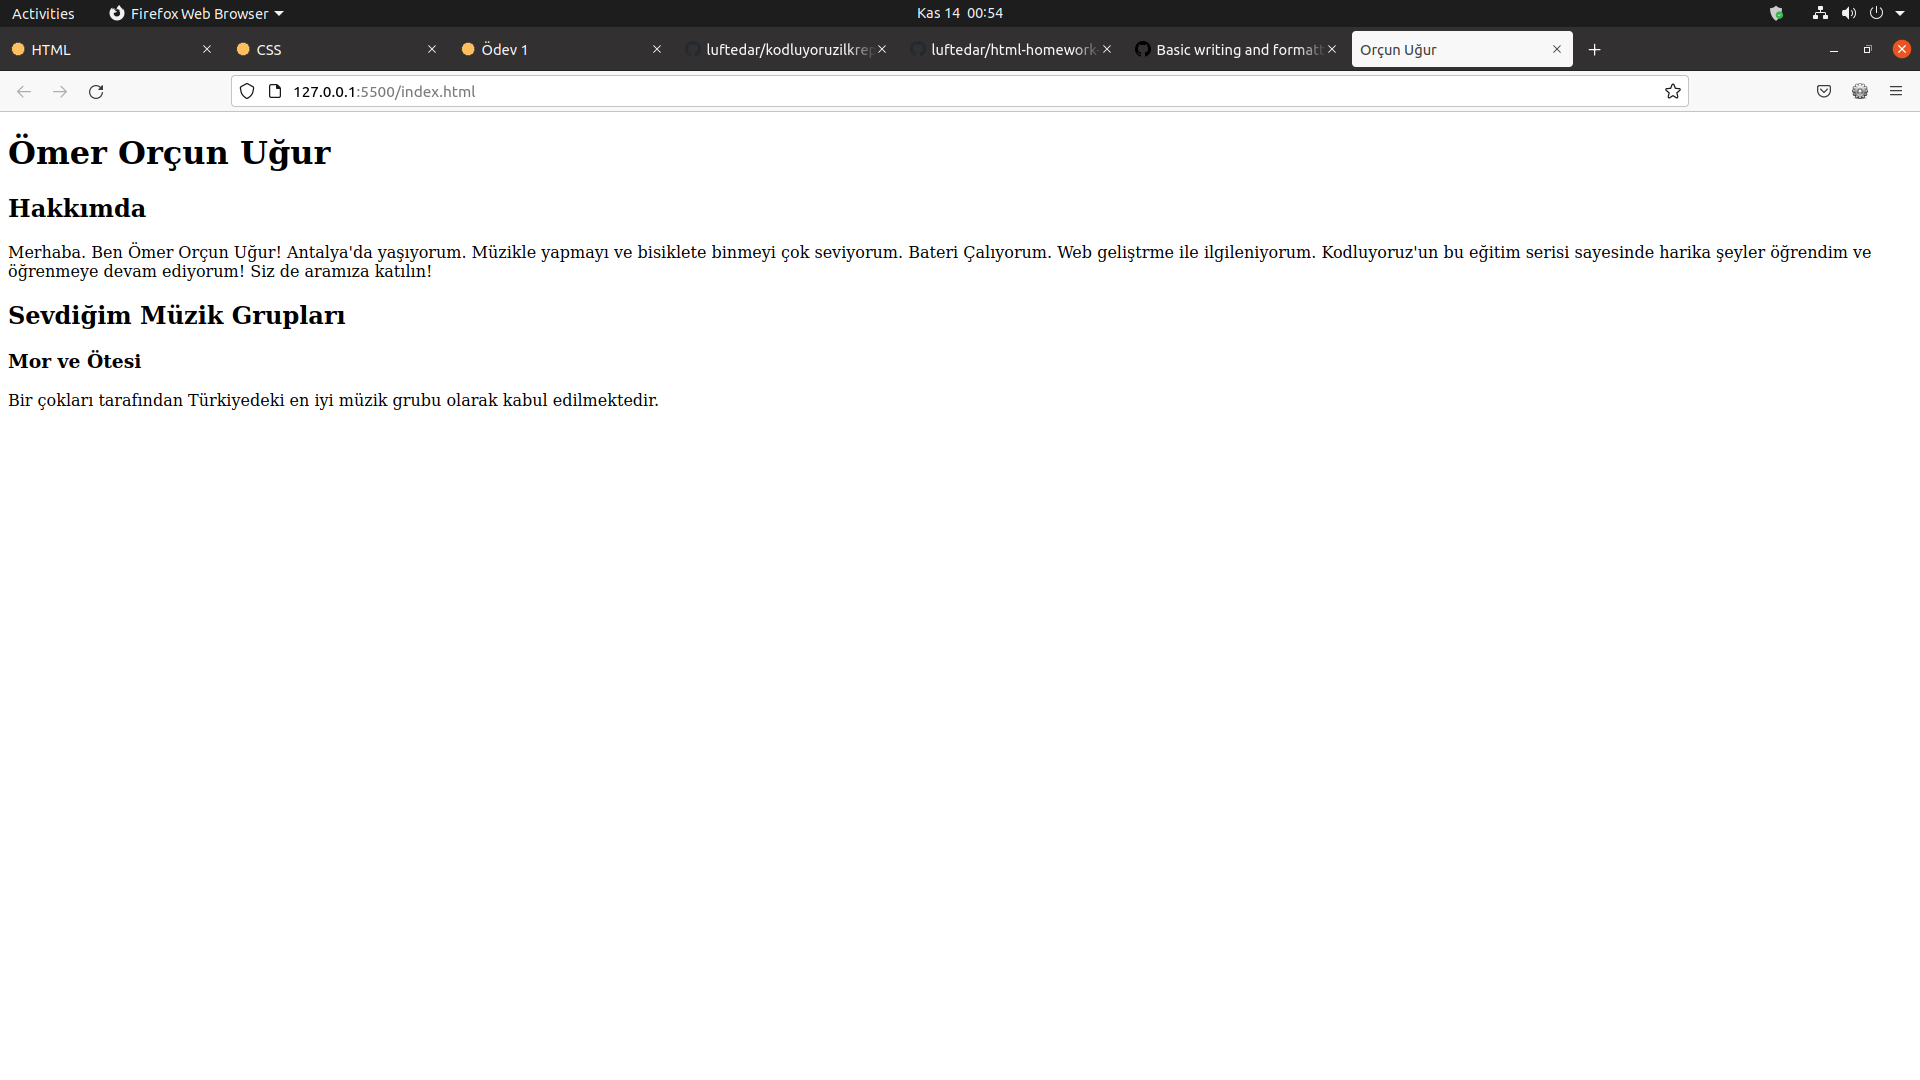 Activities
Firefox Web Browser
Kas 14 00:54
HTML
CSS
Ödev 1
luftedar/kodluyoruzilkrep
luftedar/html-homework-
Basic writing and formatt
Orçun Uğur
127.0.0.1:5500/index.html
Ömer Orçun Uğur
Hakkımda
Merhaba. Ben Ömer Orçun Uğur! Antalya'da yaşıyorum. Müzikle yapmayı ve bisiklete binmeyi çok seviyorum. Bateri Çalıyorum. Web geliştrme ile ilgileniyorum. Kodluyoruz'un bu eğitim serisi sayesinde harika şeyler öğrendim ve
öğrenmeye devam ediyorum! Siz de aramıza katılın!
Sevdiğim Müzik Grupları
Mor ve Ötesi
Bir çokları tarafından Türkiyedeki en iyi müzik grubu olarak kabul edilmektedir.